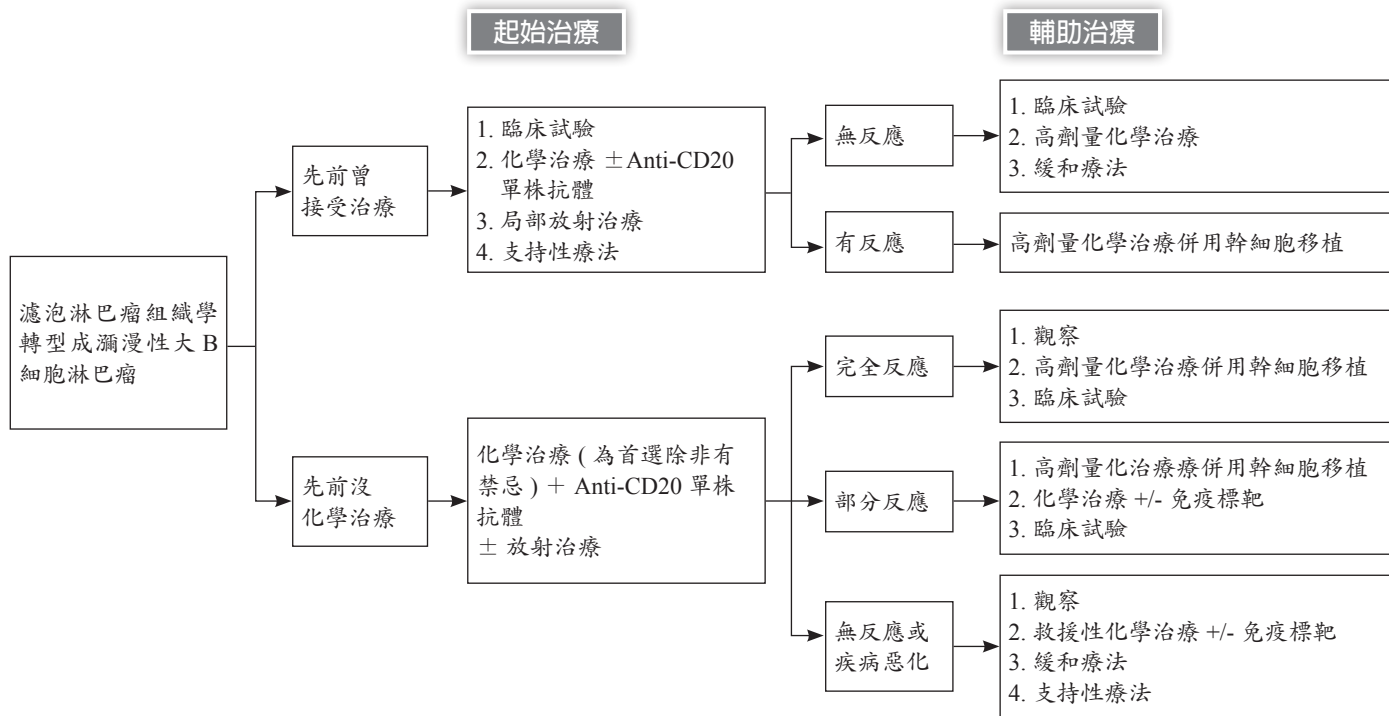 起始治療
輔助治療
濾泡淋巴瘤組織學
轉型成瀰漫性大 B
細胞淋巴瘤
先前曾
接受治療
1. 臨床試驗
2. 化學治療 ±Anti-CD20
單株抗體
3. 局部放射治療
4. 支持性療法
無反應
1. 臨床試驗
2. 高劑量化學治療
3. 緩和療法
有反應
高劑量化學治療併用幹細胞移植
先前沒
化學治療
化學治療 ( 為首選除非有
禁忌 ) + Anti-CD20 單株
抗體
± 放射治療
完全反應
1. 觀察
2. 高劑量化學治療併用幹細胞移植
3. 臨床試驗
部分反應
1. 高劑量化治療療併用幹細胞移植
2. 化學治療 +/- 免疫標靶
3. 臨床試驗
無反應或
疾病惡化
1. 觀察
2. 救援性化學治療 +/- 免疫標靶
3. 緩和療法
4. 支持性療法